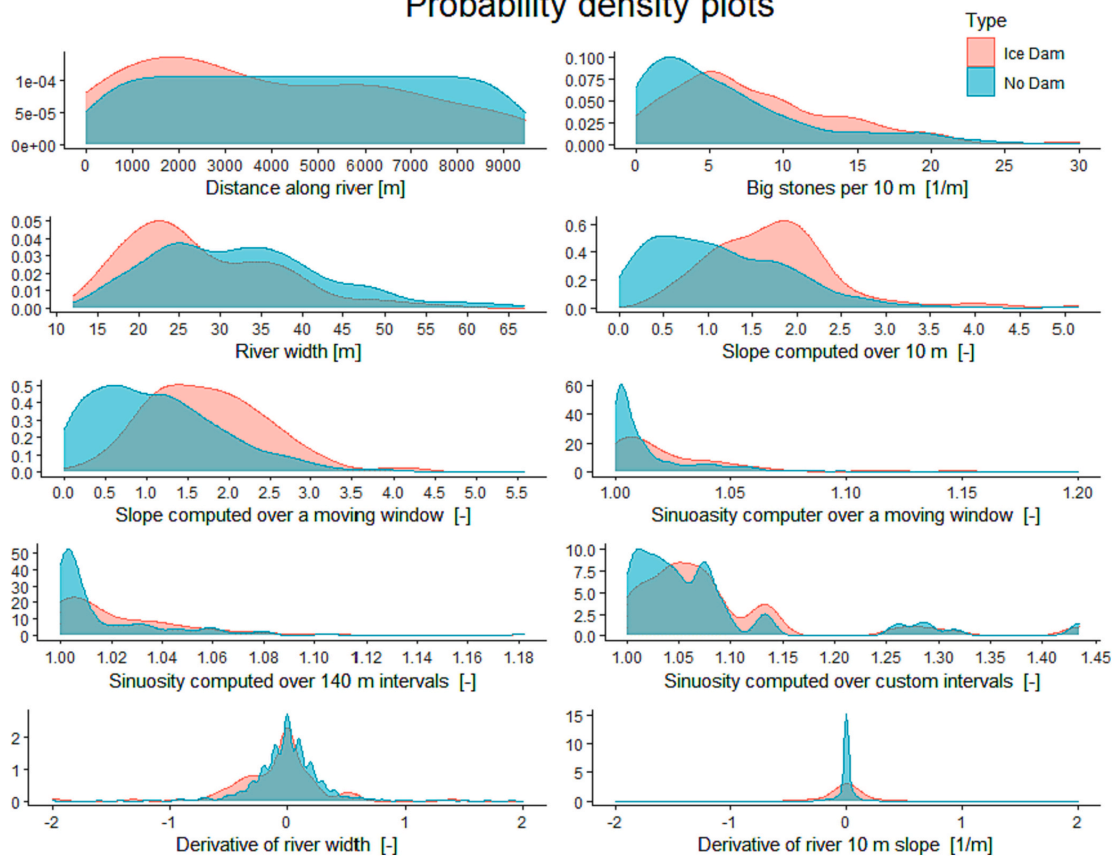 Probability density plots
Type
Ice Dam
No Dam
1e-04
5e-05
0e+00
0 1000 2000 3000 4000 5000 6000 7000 8000 9000
Distance along river [m]
0.100
0.075
0.050
0.025
0.000
0 5 10 15 20 25 30
Big stones per 10 m [1/m]
0.05
0.04
0.03
0.02
0.01
0.00
10 15 20 25 30 35 40 45 50 55 60 65
River width [m]
0.6
0.4
0.2
0.0
0.0 0.5 1.0 1.5 2.0 2.5 3.0 3.5 4.0 4.5 5.0
Slope computed over 10 m [-]
0.5
0.4
0.3
0.2
0.1
0.0
0.0 0.5 1.0 1.5 2.0 2.5 3.0 3.5 4.0 4.5 5.0 5.5
Slope computed over a moving window [-]
60
40
20
0
1.00 1.05 1.10 1.15 1.20
Sinuoasity computer over a moving window [-]
50
40
30
20
10
0
1.00 1.02 1.04 1.06 1.08 1.10 1.12 1.14 1.16 1.18
Sinuosity computed over 140 m intervals [-]
10.0
7.5
5.0
2.5
0.0
1.00 1.05 1.10 1.15 1.20 1.25 1.30 1.35 1.40 1.45
Sinuosity computed over custom intervals [-]
2
1
0
-2 -1 0 1 2
Derivative of river width [-]
15
10
5
0
-2 -1 0 1 2
Derivative of river 10 m slope [1/m]